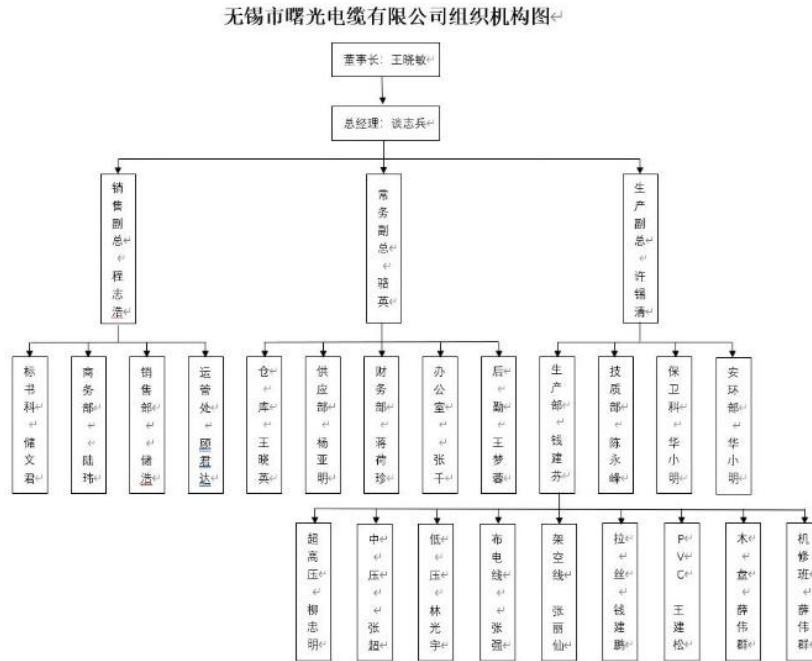 无锡市曙光电缆有限公司组织机构图
董事长：王晓敏
总经理：谈志兵
销售副总 程志浩
常务副总 骆英
生产副总 许锡清
标书科 储文君
商务部 陆玮
销售部 储浩
运管处 顾君达
仓库 王晓英
供应部 杨亚明
财务部 蒋荷珍
办公室 张千
后勤 王梦蓉
生产部 钱建芬
技质部 陈永峰
保卫科 华小明
安环部 华小明
超高压 柳忠明
中压 张超
低压 林光宇
布电线 张强
架空线 张丽仙
拉丝 钱建鹏
PVC 王建松
木盘 薛伟群
机修班 薛伟群